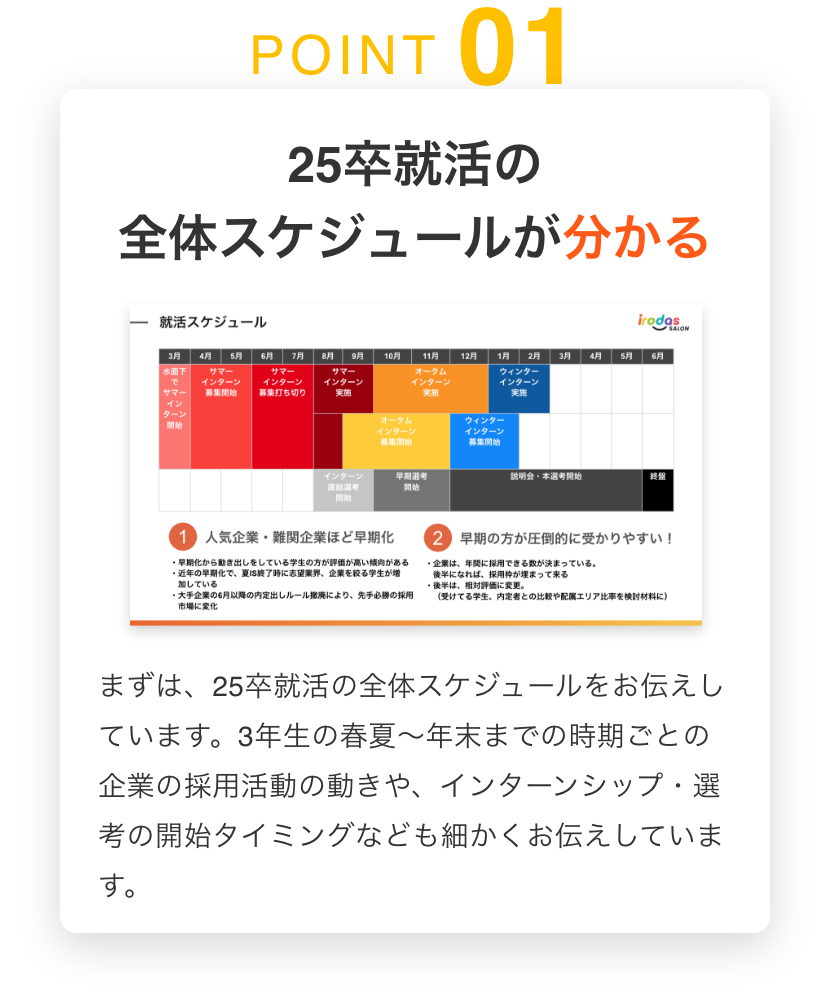 POINT 01
25卒就活の
全体スケジュールが分かる
就活スケジュール
irodas
SALON
3月 4月 5月 6月 7月 8月 9月 10月 11月 12月 1月 2月 3月 4月 5月 6月
水面下
で
サマー
イン
ターン
開始
サマー
インターン
募集開始
サマー
インターン
募集打ち切り
サマー
インターン
実施
オータム
インターン
実施
ウィンター
インターン
実施
オータム
インターン
募集開始
ウィンター
インターン
募集開始
インターン
直結選考
開始
早期選考
開始
説明会・本選考開始
終盤
1 人気企業・難関企業ほど早期化
・早期化から動き出しをしている学生の方が評価が高い傾向がある
・近年の早期化で、夏IS終了時に志望業界、企業を絞る学生が増
加している
・大手企業の6月以降の内定出しルール撤廃により、先手必勝の採用
市場に変化
2 早期の方が圧倒的に受かりやすい！
・企業は、年間に採用できる数が決まっている。
後半になれば、採用枠が埋まって来る
・後半は、相対評価に変更。
（受けてる学生、内定者との比較や配属エリア比率を検討材料に）
まずは、25卒就活の全体スケジュールをお伝えし
ています。3年生の春夏〜年末までの時期ごとの
企業の採用活動の動きや、インターンシップ・選
考の開始タイミングなども細かくお伝えしていま
す。